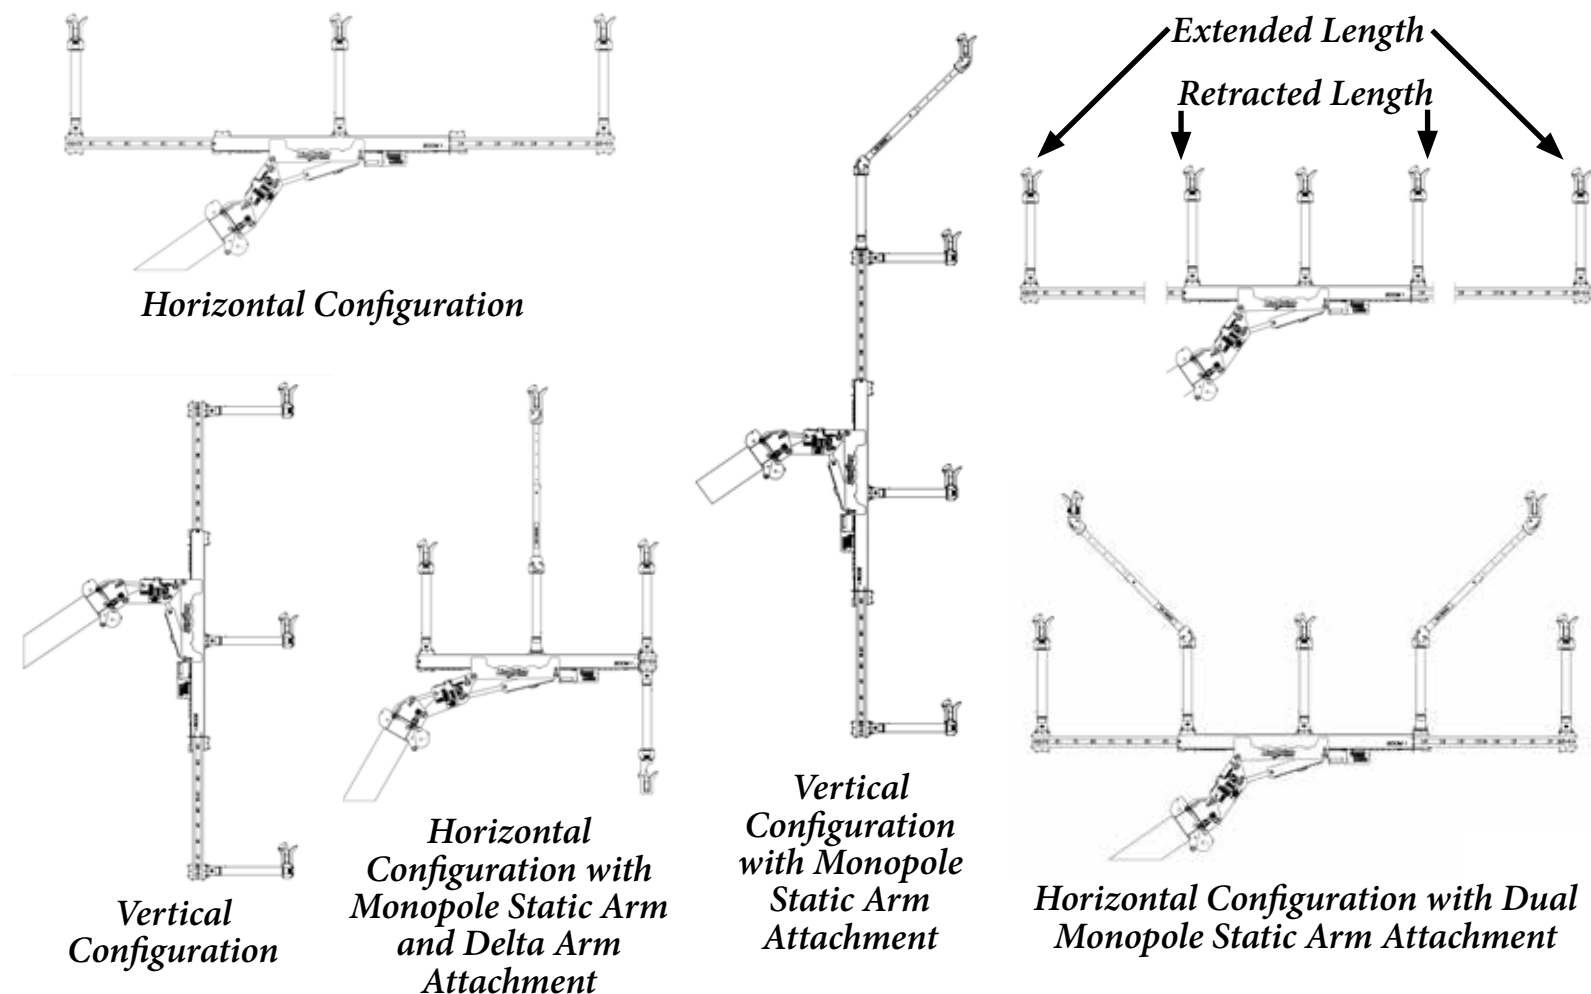 Extended Length
Retracted Length
Horizontal Configuration
Vertical
Configuration
Horizontal
Configuration with
Monopole Static Arm
and Delta Arm
Attachment
Vertical
Configuration
with Monopole
Static Arm
Attachment
Horizontal Configuration with Dual
Monopole Static Arm Attachment